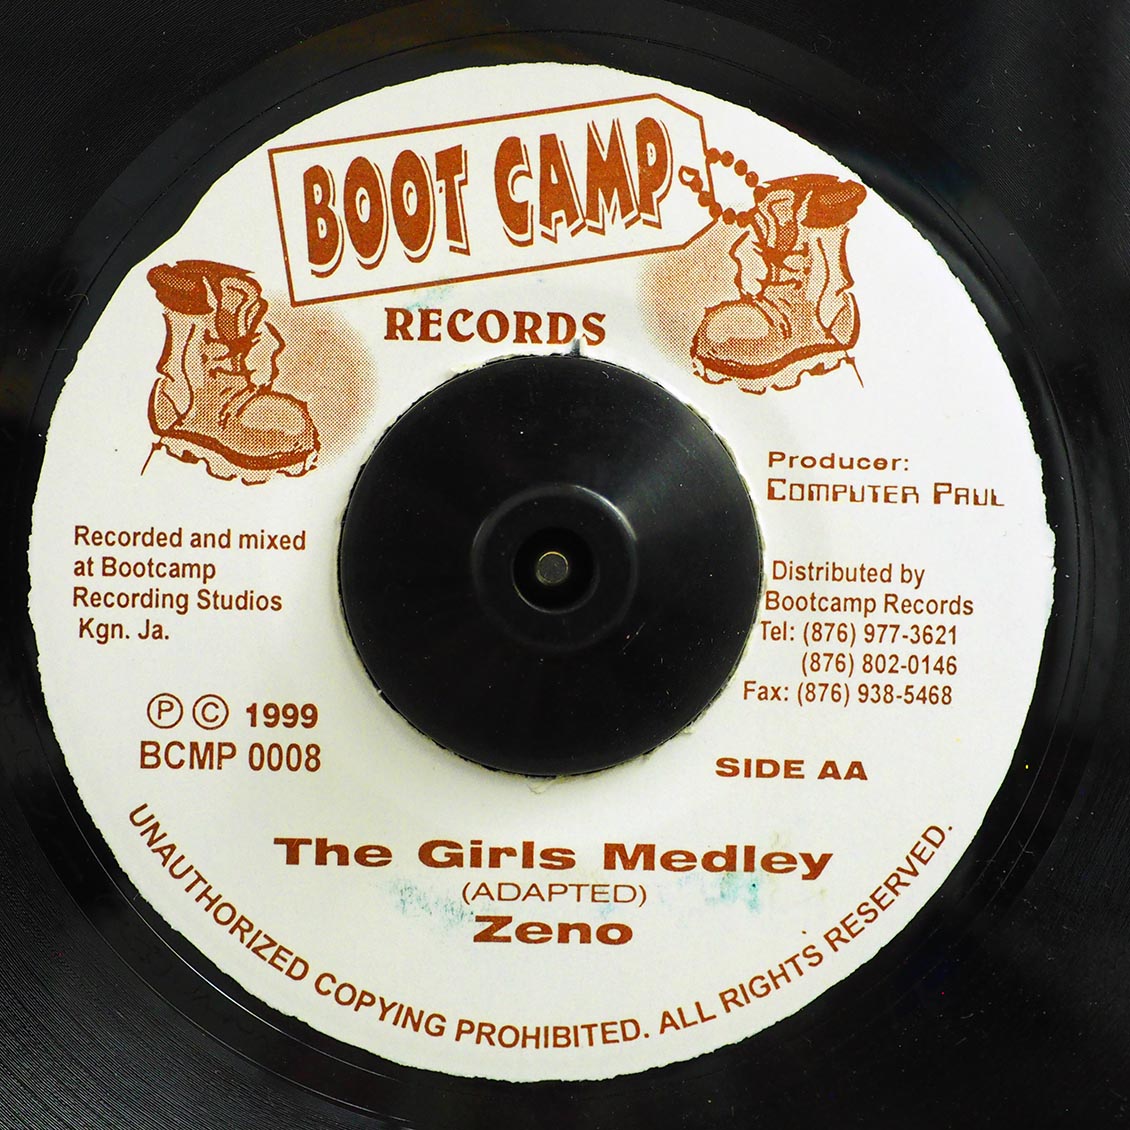 BOOT CAMP
RECORDS
Producer:
COMPUTER PAUL
Recorded and mixed
at Bootcamp
Recording Studios
Kgn. Ja.
Distributed by
Bootcamp Records
Tel: (876) 977-3621
(876) 802-0146
Fax: (876) 938-5468
Ⓟ © 1999
BCMP 0008
SIDE AA
The Girls Medley
(ADAPTED)
Zeno
UNAUTHORIZED COPYING PROHIBITED. ALL RIGHTS RESERVED.